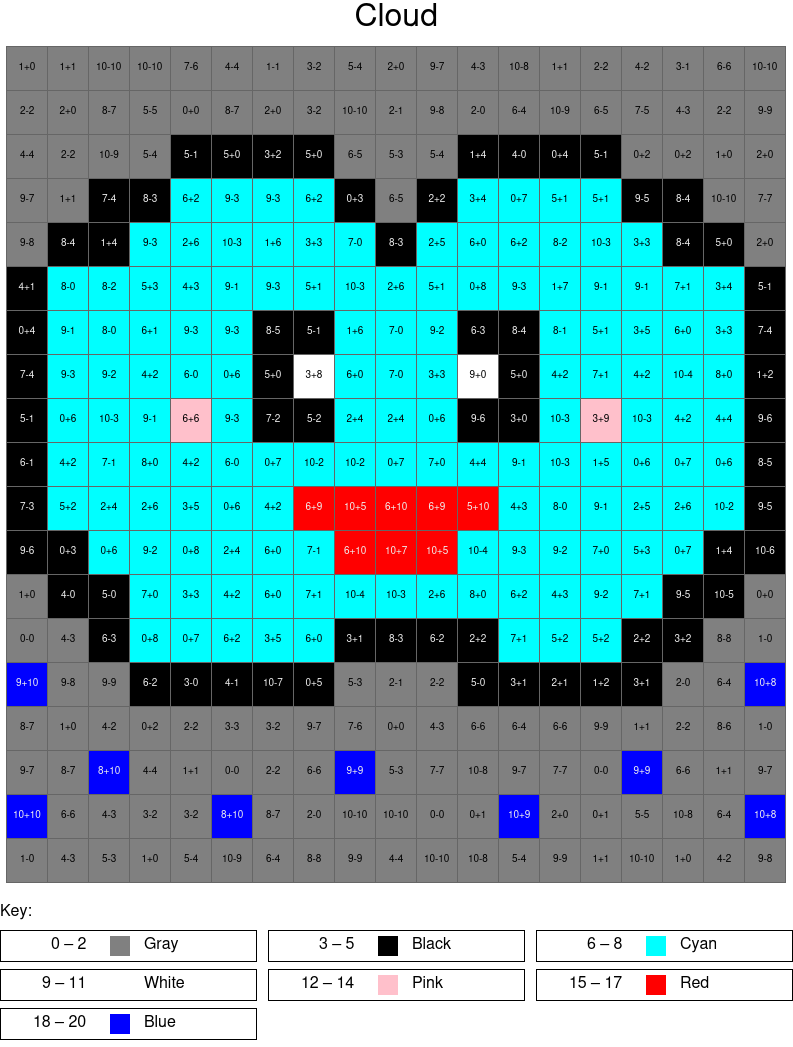 Cloud
1+0 1+1 10-10 10-10 7-6 4-4 1-1 3-2 5-4 2+0 9-7 4-3 10-8 1+1 2-2 4-2 3-1 6-6 10-10
2-2 2+0 8-7 5-5 0+0 8-7 2+0 3-2 10-10 2-1 9-8 2-0 6-4 10-9 6-5 7-5 4-3 2-2 9-9
4-4 2-2 10-9 5-4 5-1 5+0 3+2 5+0 6-5 5-3 5-4 1+4 4-0 0+4 5-1 0+2 0+2 1+0 2+0
9-7 1+1 7-4 8-3 6+2 9-3 9-3 6+2 0+3 6-5 2+2 3+4 0+7 5+1 5+1 9-5 8-4 10-10 7-7
9-8 8-4 1+4 9-3 2+6 10-3 1+6 3+3 7-0 8-3 2+5 6+0 6+2 8-2 10-3 3+3 8-4 5+0 2+0
4+1 8-0 8-2 5+3 4+3 9-1 9-3 5+1 10-3 2+6 5+1 0+8 9-3 1+7 9-1 9-1 7+1 3+4 5-1
0+4 9-1 8-0 6+1 9-3 9-3 8-5 5-1 1+6 7-0 9-2 6-3 8-4 8-1 5+1 3+5 6+0 3+3 7-4
7-4 9-3 9-2 4+2 6-0 0+6 5+0 3+8 6+0 7-0 3+3 9+0 5+0 4+2 7+1 4+2 10-4 8+0 1+2
5-1 0+6 10-3 9-1 6+6 9-3 7-2 5-2 2+4 2+4 0+6 9-6 3+0 10-3 3+9 10-3 4+2 4+4 9-6
6-1 4+2 7-1 8+0 4+2 6-0 0+7 10-2 10-2 0+7 7+0 4+4 9-1 10-3 1+5 0+6 0+7 0+6 8-5
7-3 5+2 2+4 2+6 3+5 0+6 4+2 6+9 10+5 6+10 6+9 5+10 4+3 8-0 9-1 2+5 2+6 10-2 9-5
9-6 0+3 0+6 9-2 0+8 2+4 6+0 7-1 6+10 10+7 10+5 10-4 9-3 9-2 7+0 5+3 0+7 1+4 10-6
1+0 4-0 5-0 7+0 3+3 4+2 6+0 7+1 10-4 10-3 2+6 8+0 6+2 4+3 9-2 7+1 9-5 10-5 0+0
0-0 4-3 6-3 0+8 0+7 6+2 3+5 6+0 3+1 8-3 6-2 2+2 7+1 5+2 5+2 2+2 3+2 8-8 1-0
9+10 9-8 9-9 6-2 3-0 4-1 10-7 0+5 5-3 2-1 2-2 5-0 3+1 2+1 1+2 3+1 2-0 6-4 10+8
8-7 1+0 4-2 0+2 2-2 3-3 3-2 9-7 7-6 0+0 4-3 6-6 6-4 6-6 9-9 1+1 2-2 8-6 1-0
9-7 8-7 8+10 4-4 1+1 0-0 2-2 6-6 9+9 5-3 7-7 10-8 9-7 7-7 0-0 9+9 6-6 1+1 9-7
10+10 6-6 4-3 3-2 3-2 8+10 8-7 2-0 10-10 10-10 0-0 0+1 10+9 2+0 0+1 5-5 10-8 6-4 10+8
1-0 4-3 5-3 1+0 5-4 10-9 6-4 8-8 9-9 4-4 10-10 10-8 5-4 9-9 1+1 10-10 1+0 4-2 9-8
Key:
0 – 2 Gray 3 – 5 Black 6 – 8 Cyan
9 – 11 White 12 – 14 Pink 15 – 17 Red
18 – 20 Blue